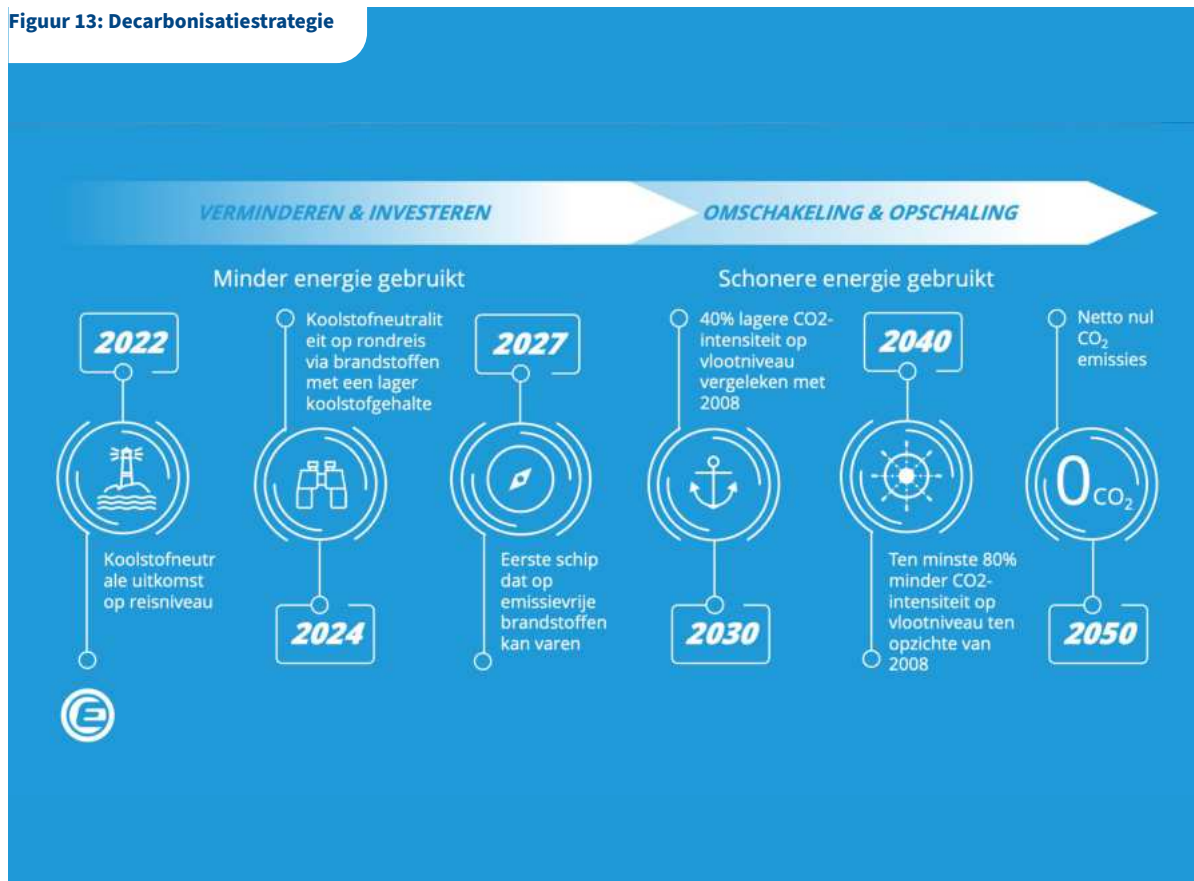 Figuur 13: Decarbonisatiestrategie
VERMINDEREN & INVESTEREN
OMSCHAKELING & OPSCHALING
Minder energie gebruikt
Schonere energie gebruikt
2022
Koolstofneutr
ale uitkomst
op reisniveau
Koolstofneutralit
eit op rondreis
via brandstoffen
met een lager
koolstofgehalte
2024
2027
Eerste schip
dat op
emissievrije
brandstoffen
kan varen
40% lagere CO2-
intensiteit op
vlootniveau
vergeleken met
2008
2030
2040
Ten minste 80%
minder CO2-
intensiteit op
vlootniveau ten
opzichte van
2008
Netto nul
CO₂
emissies
0 CO₂
2050